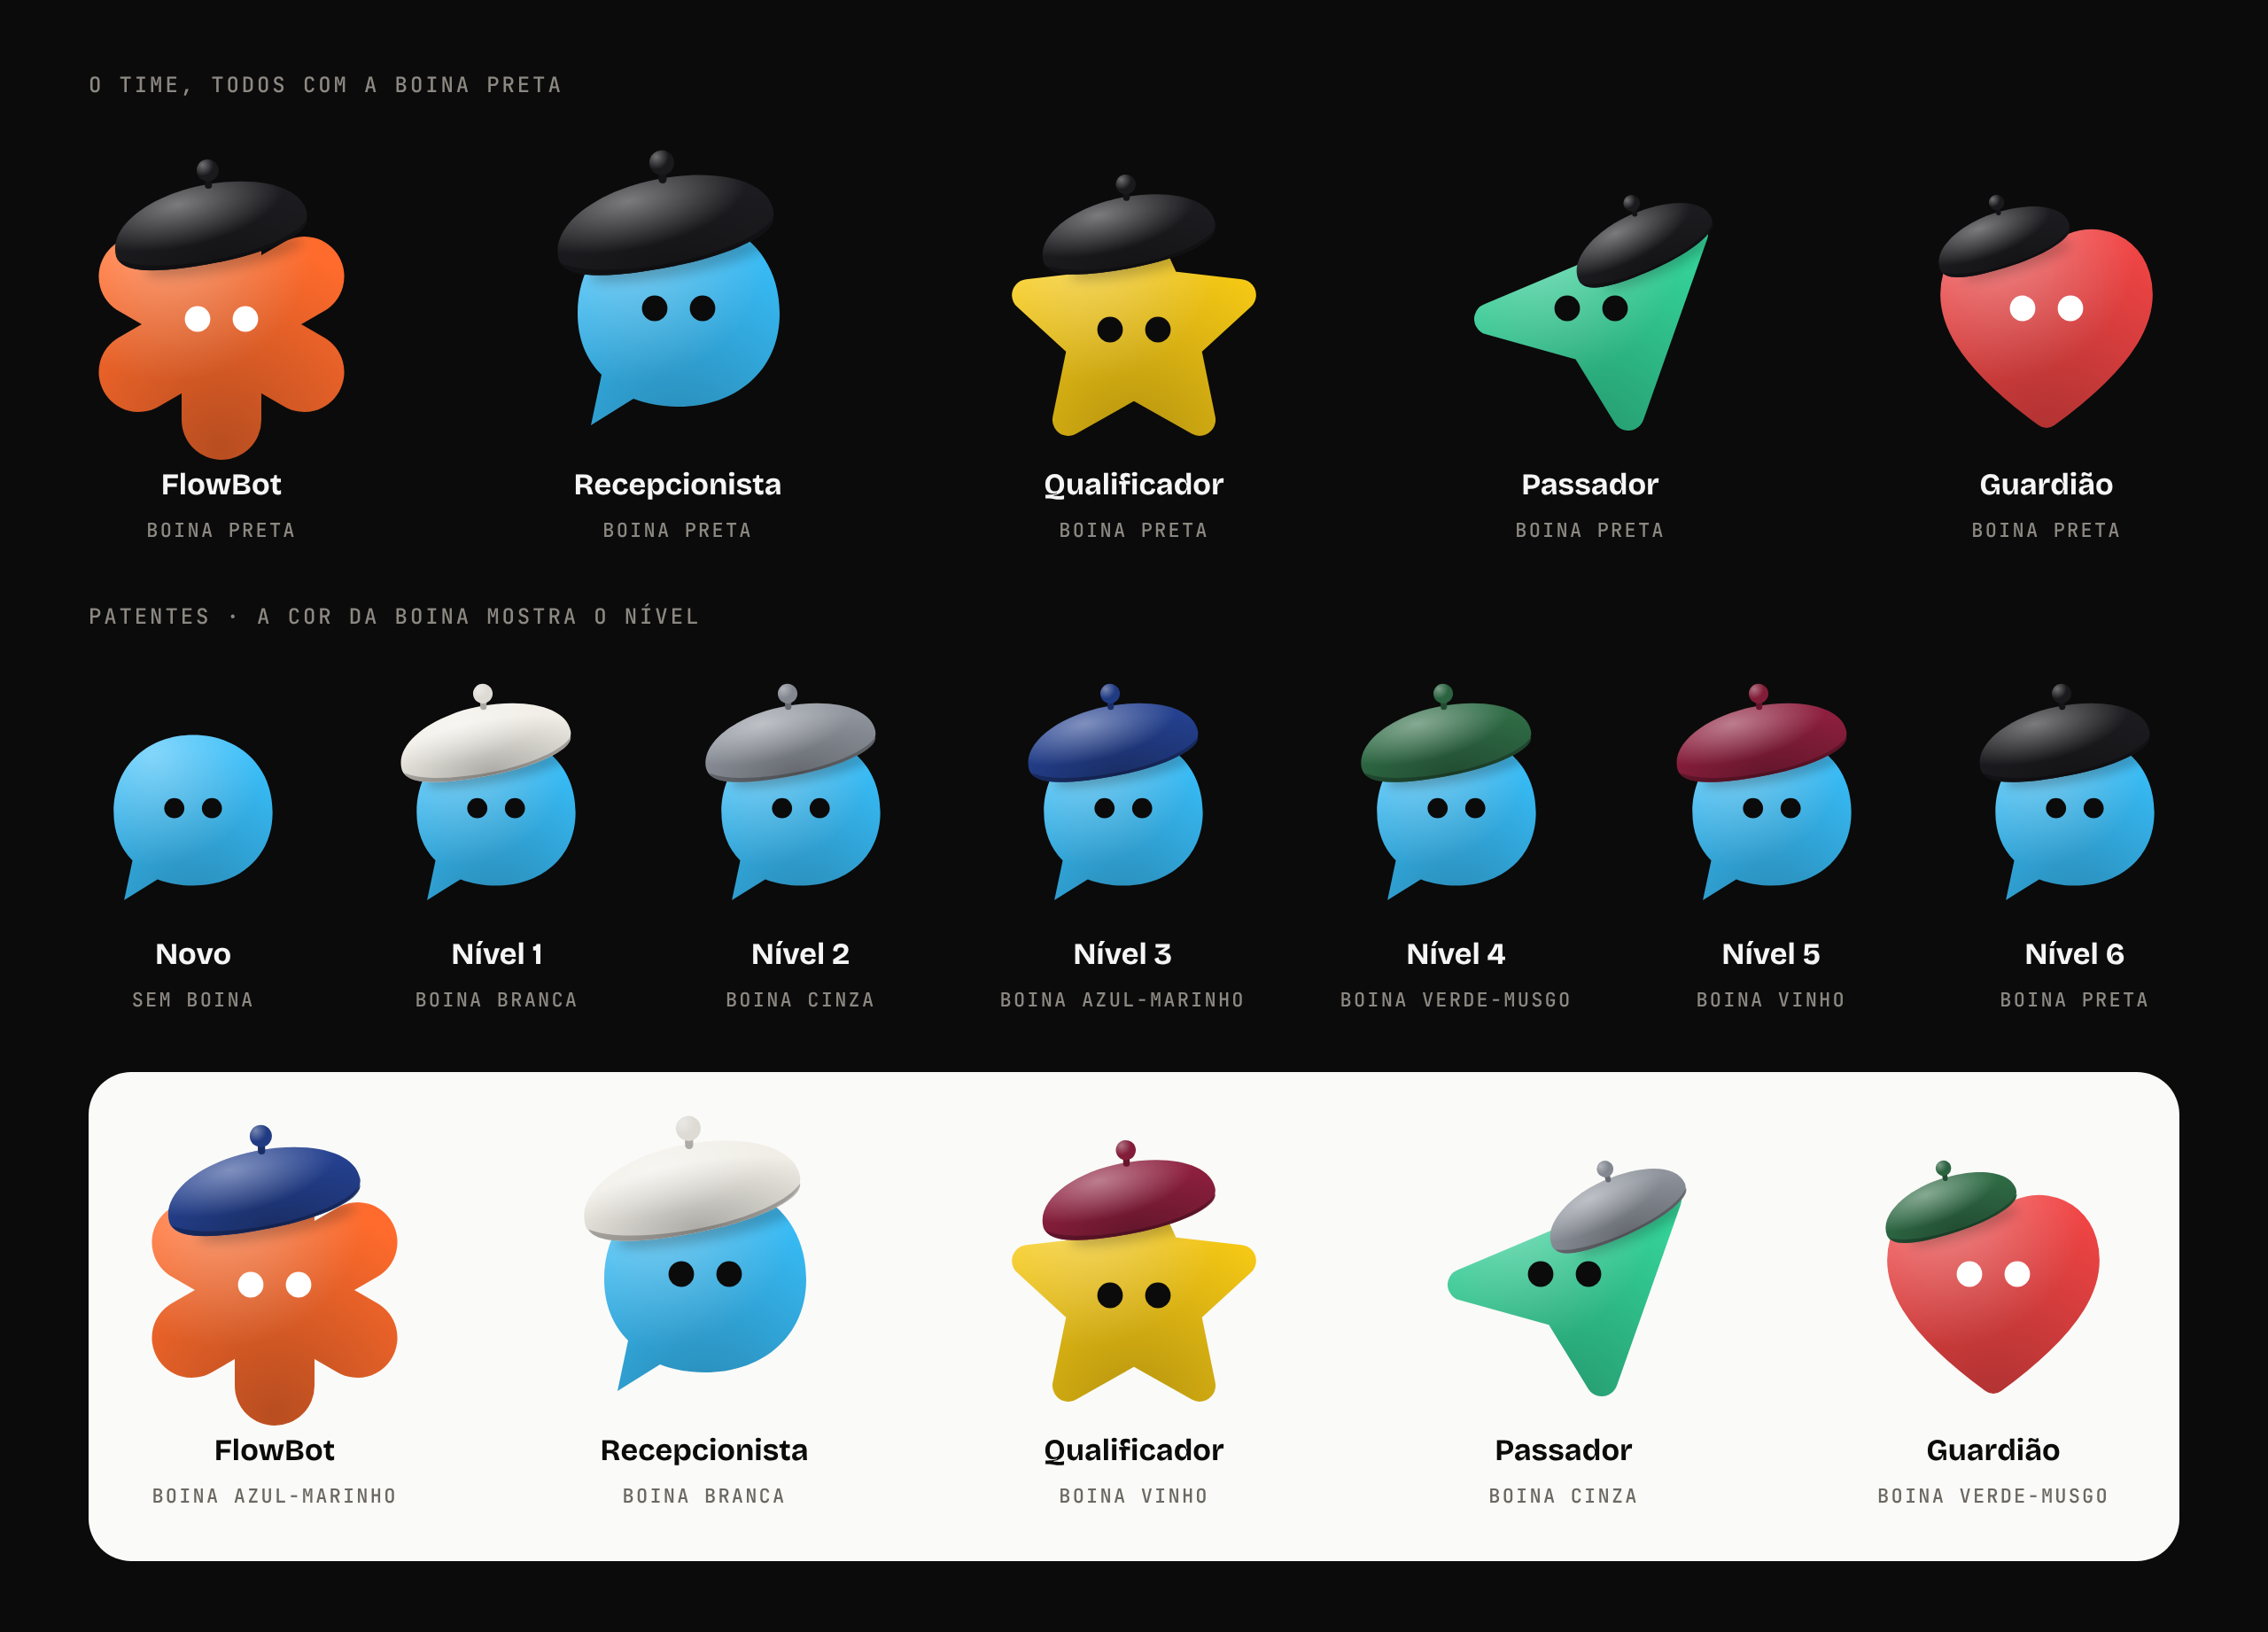 O TIME, TODOS COM A BOINA PRETA
FlowBot
BOINA PRETA
Recepcionista
BOINA PRETA
Qualificador
BOINA PRETA
Passador
BOINA PRETA
Guardião
BOINA PRETA
PATENTES · A COR DA BOINA MOSTRA O NÍVEL
Novo
SEM BOINA
Nível 1
BOINA BRANCA
Nível 2
BOINA CINZA
Nível 3
BOINA AZUL-MARINHO
Nível 4
BOINA VERDE-MUSGO
Nível 5
BOINA VINHO
Nível 6
BOINA PRETA
FlowBot
BOINA AZUL-MARINHO
Recepcionista
BOINA BRANCA
Qualificador
BOINA VINHO
Passador
BOINA CINZA
Guardião
BOINA VERDE-MUSGO